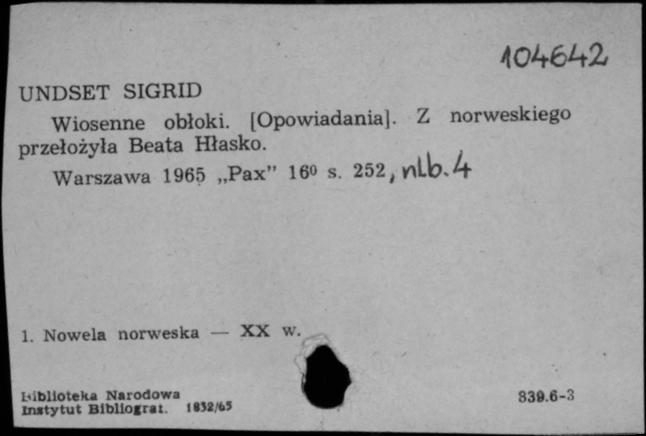 104642
UNDSET SIGRID
Wiosenne obłoki. [Opowiadania]. Z norweskiego
przełożyła Beata Hłasko.
Warszawa 1965 „Pax” 16⁰ s. 252, nlb. 4
1. Nowela norweska — XX w.
Biblioteka Narodowa
Instytut Bibliograf. 1832/65
839.6-3